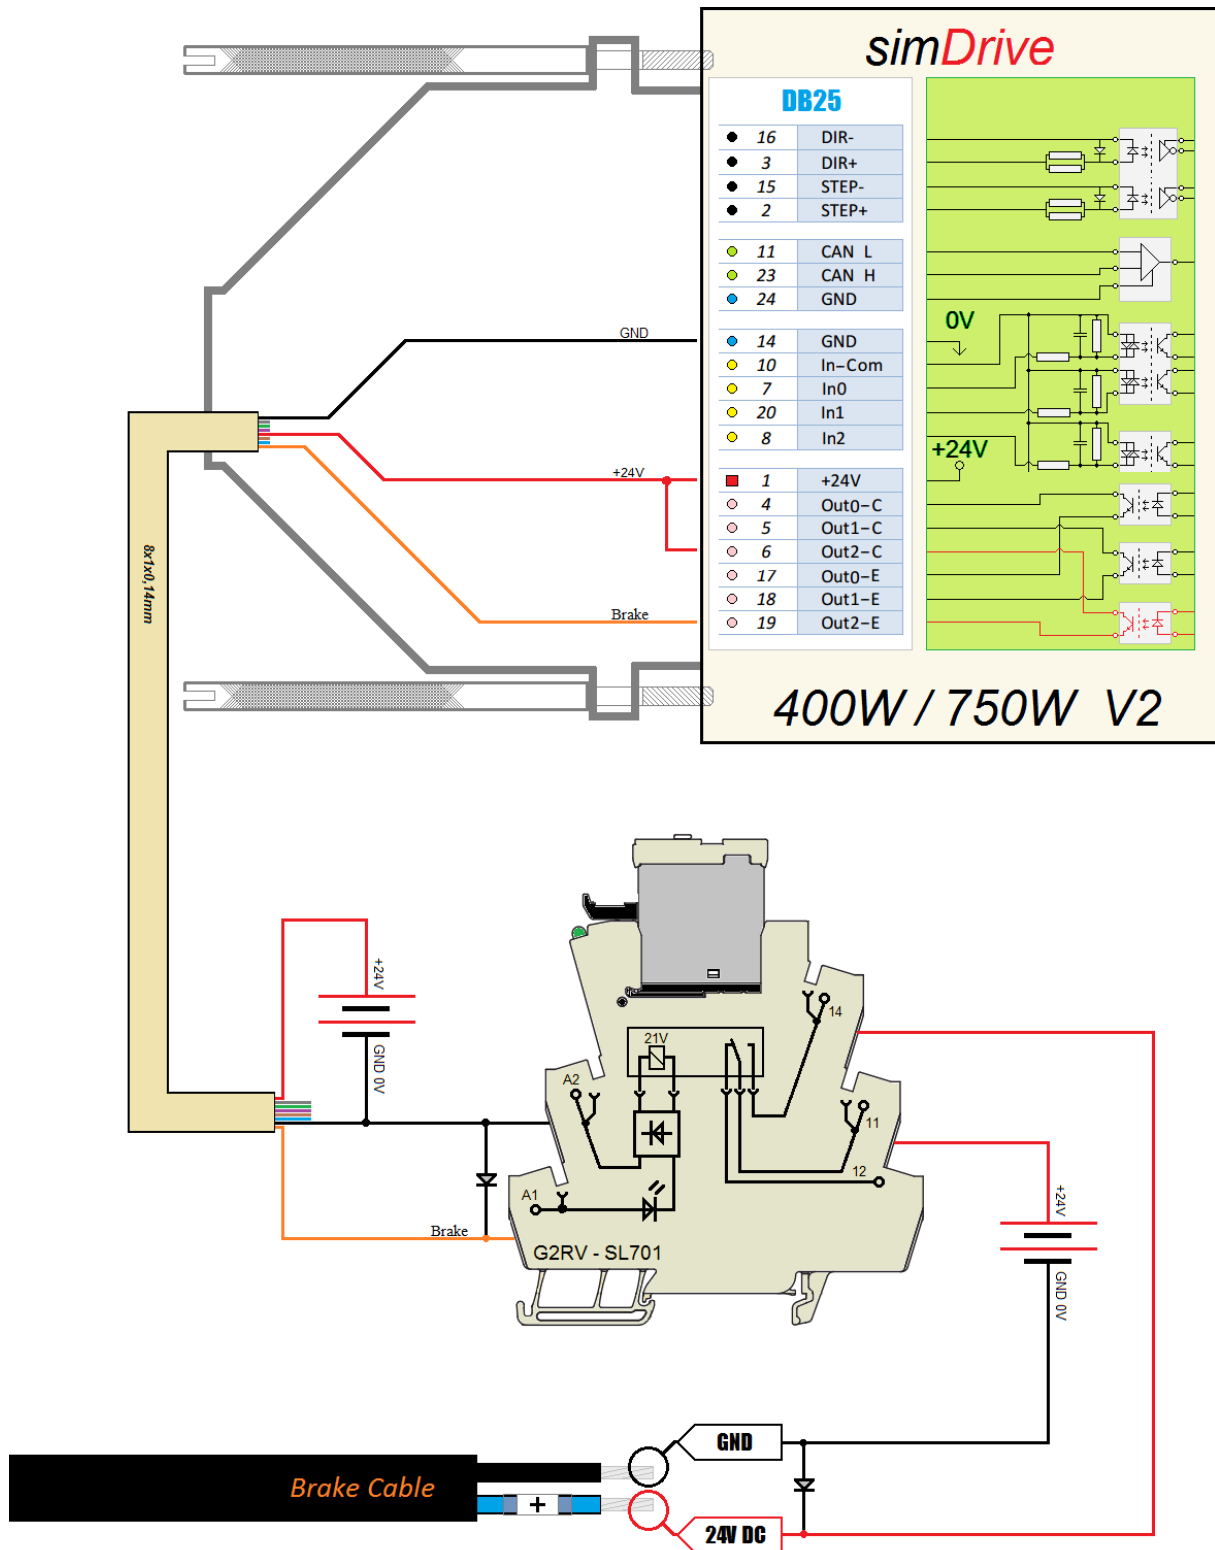 simDrive
DB25
16 DIR-
3 DIR+
15 STEP-
2 STEP+
11 CAN L
23 CAN H
24 GND
14 GND
10 In-Com
7 In0
20 In1
8 In2
1 +24V
4 Out0-C
5 Out1-C
6 Out2-C
17 Out0-E
18 Out1-E
19 Out2-E
0V
+24V
GND
+24V
Brake
8x1x0,14mm
400W / 750W V2
+24V
GND 0V
Brake
14
21V
A2
11
12
A1
G2RV - SL701
+24V
GND 0V
GND
Brake Cable
+
24V DC